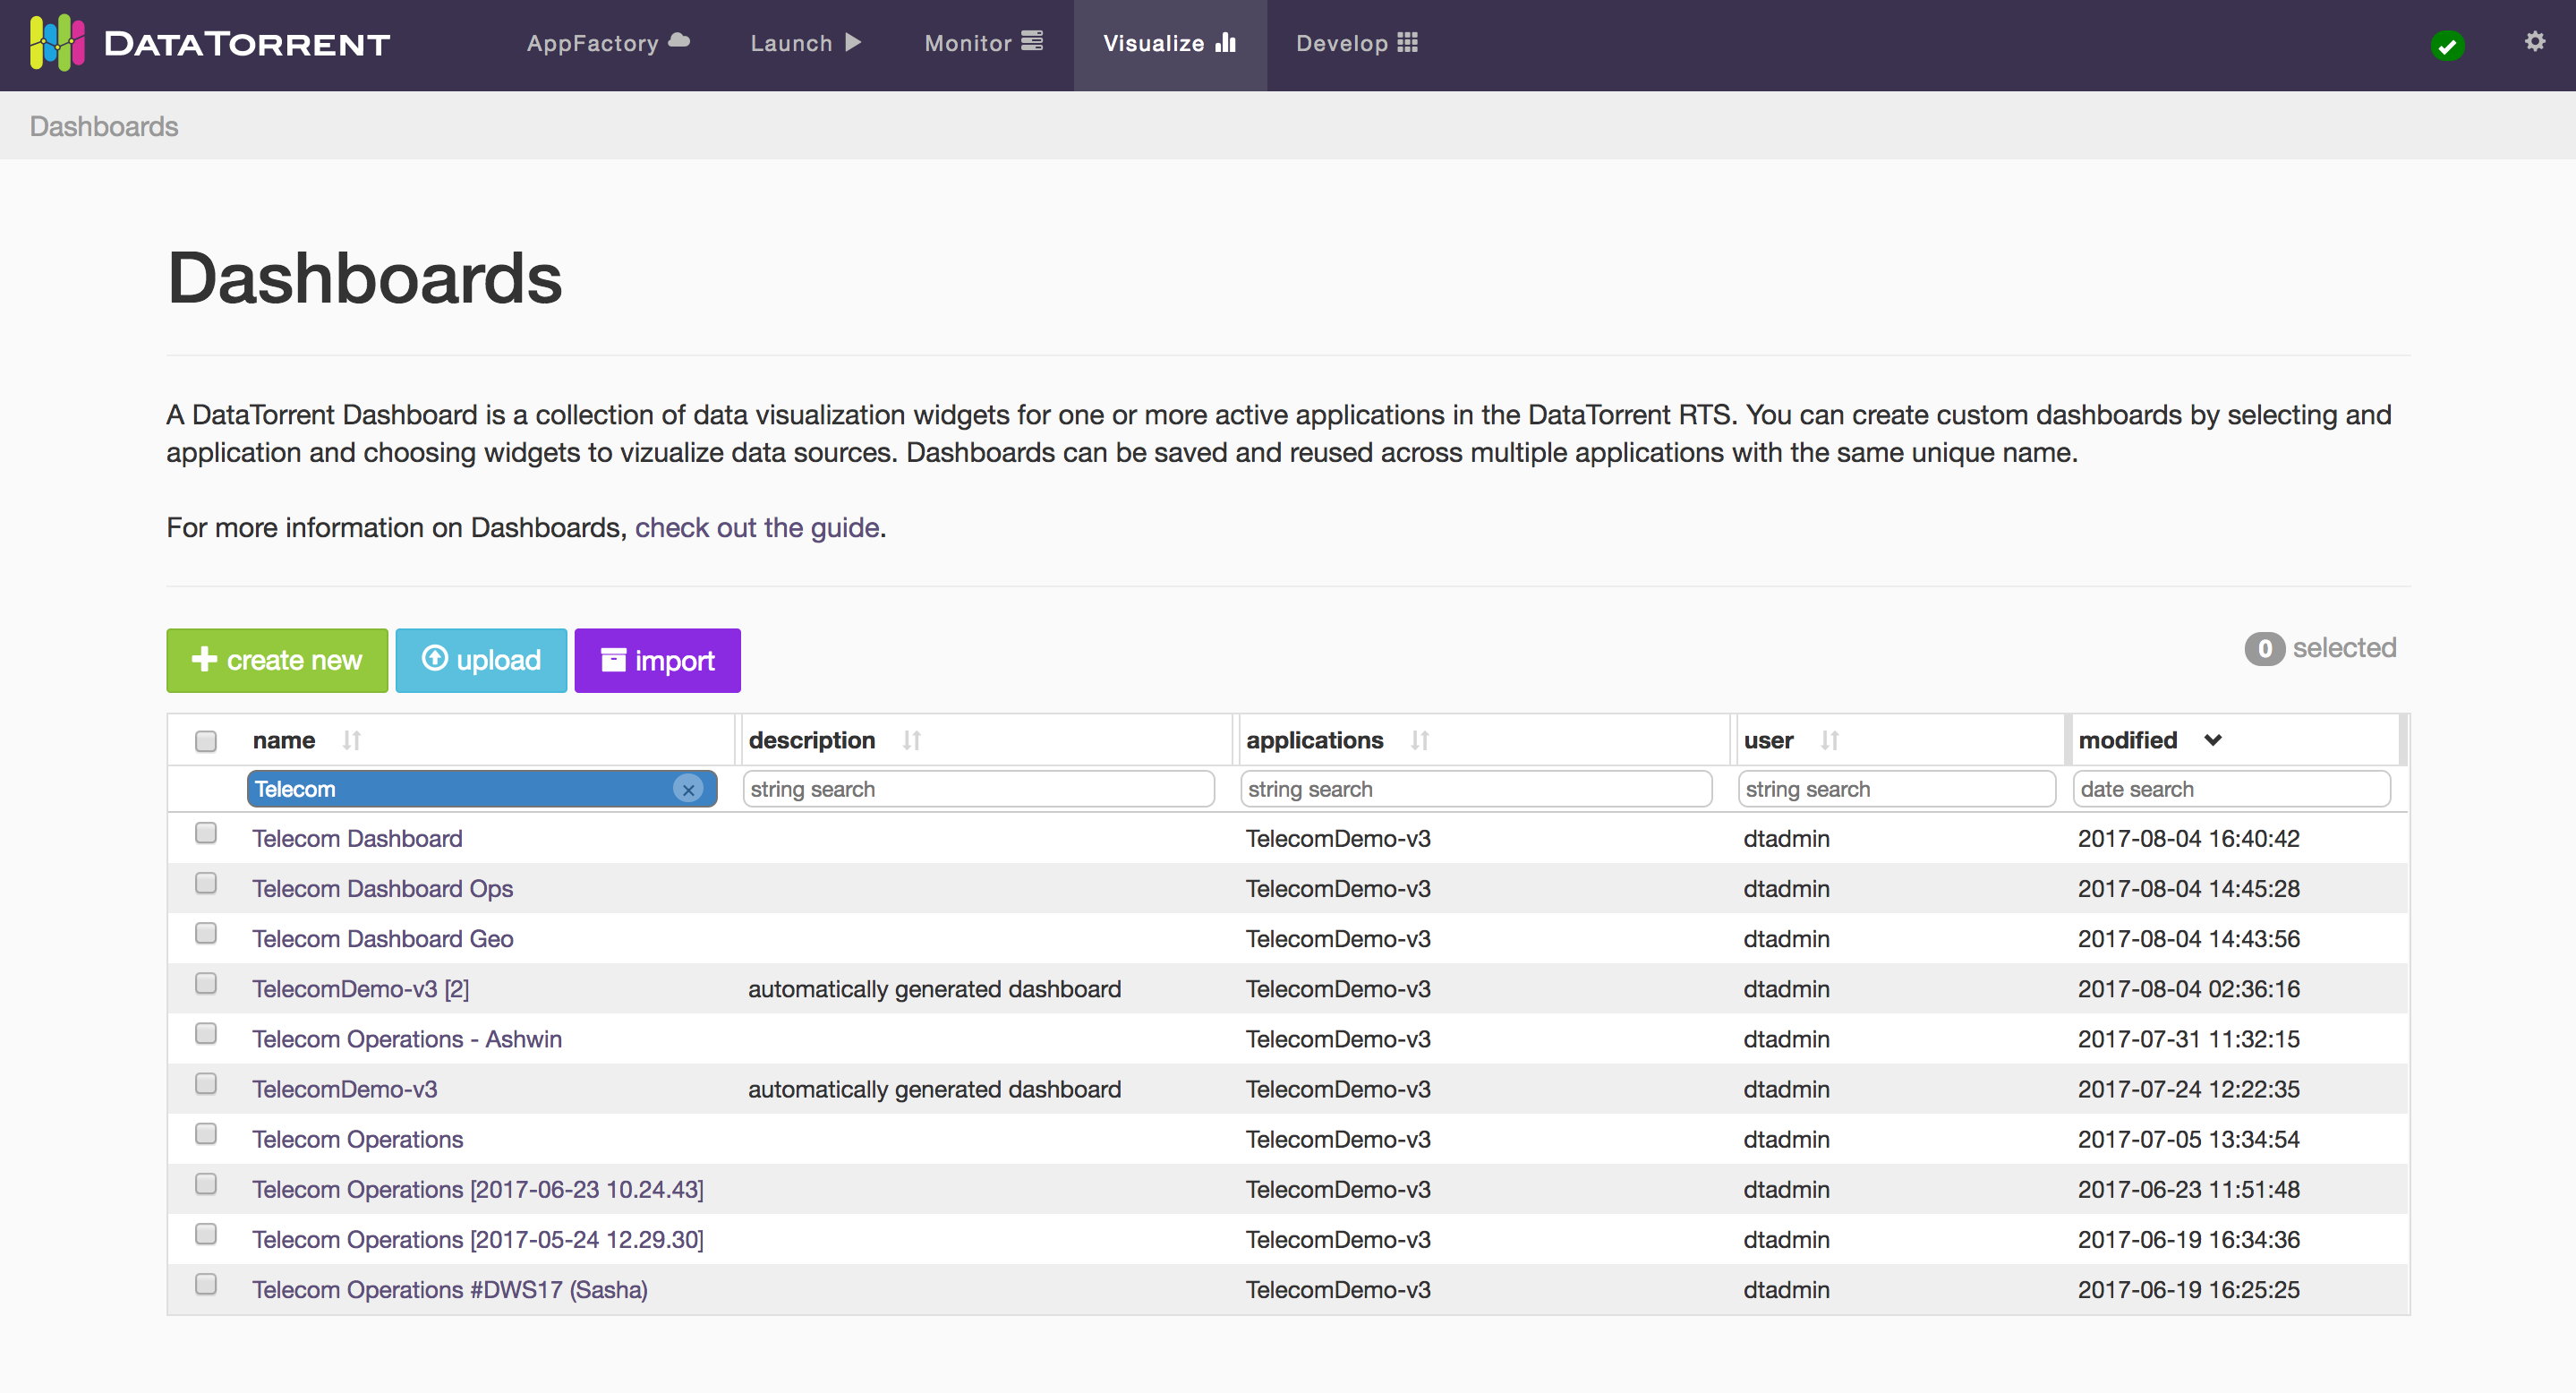 DATATORRENT AppFactory Launch Monitor Visualize Develop
Dashboards
Dashboards
A DataTorrent Dashboard is a collection of data visualization widgets for one or more active applications in the DataTorrent RTS. You can create custom dashboards by selecting and
application and choosing widgets to vizualize data sources. Dashboards can be saved and reused across multiple applications with the same unique name.
For more information on Dashboards, check out the guide.
create new upload import 0 selected
name description applications user modified
Telecom string search string search string search date search
Telecom Dashboard TelecomDemo-v3 dtadmin 2017-08-04 16:40:42
Telecom Dashboard Ops TelecomDemo-v3 dtadmin 2017-08-04 14:45:28
Telecom Dashboard Geo TelecomDemo-v3 dtadmin 2017-08-04 14:43:56
TelecomDemo-v3 [2] automatically generated dashboard TelecomDemo-v3 dtadmin 2017-08-04 02:36:16
Telecom Operations - Ashwin TelecomDemo-v3 dtadmin 2017-07-31 11:32:15
TelecomDemo-v3 automatically generated dashboard TelecomDemo-v3 dtadmin 2017-07-24 12:22:35
Telecom Operations TelecomDemo-v3 dtadmin 2017-07-05 13:34:54
Telecom Operations [2017-06-23 10.24.43] TelecomDemo-v3 dtadmin 2017-06-23 11:51:48
Telecom Operations [2017-05-24 12.29.30] TelecomDemo-v3 dtadmin 2017-06-19 16:34:36
Telecom Operations #DWS17 (Sasha) TelecomDemo-v3 dtadmin 2017-06-19 16:25:25